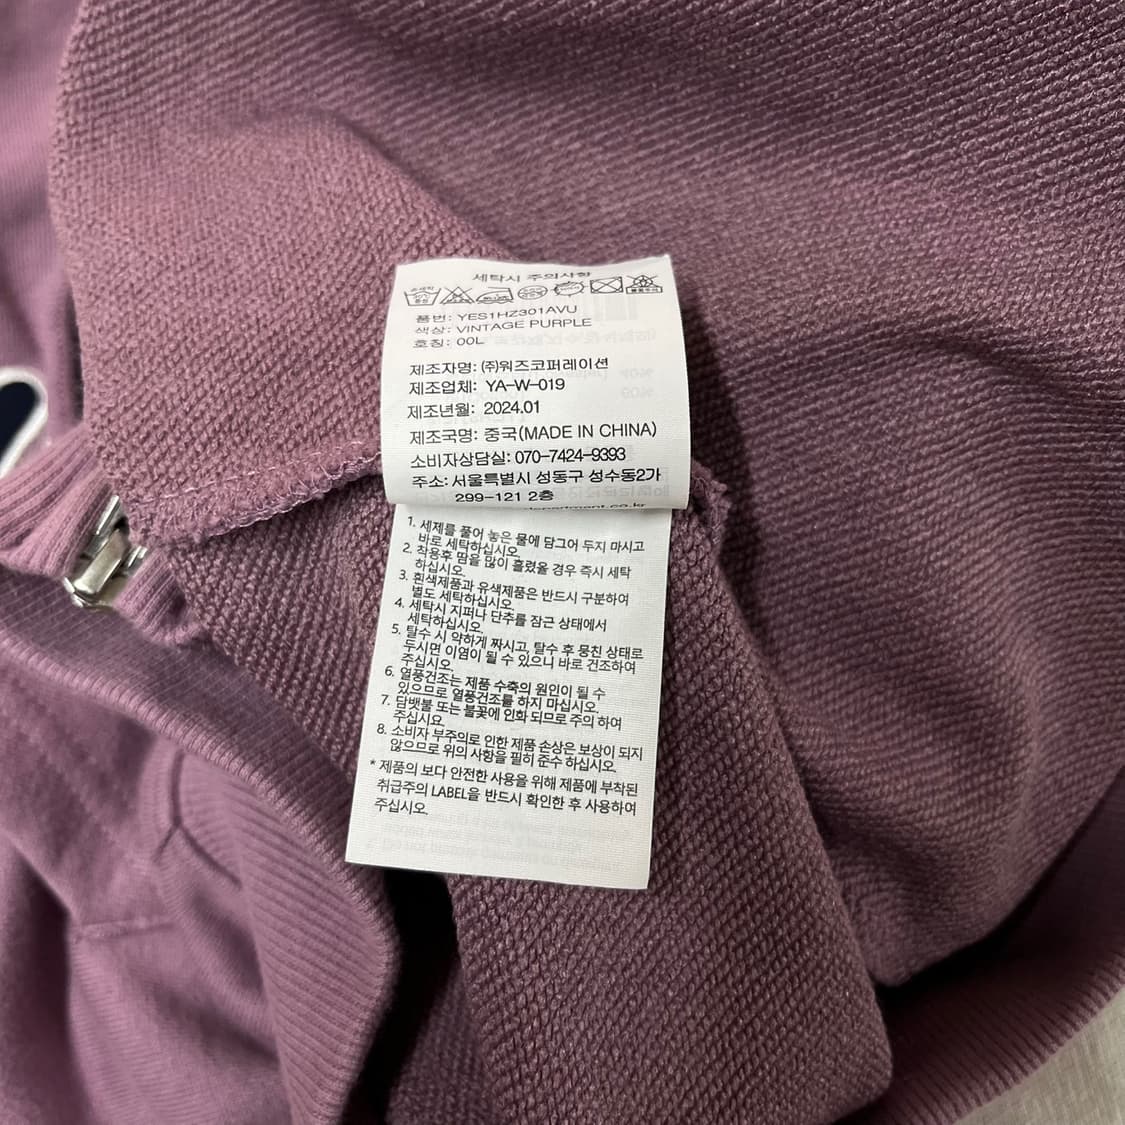 세탁시 주의사항
품번: YES1HZ301AVU
색상: VINTAGE PURPLE
호칭: 00L
제조자명: (주)워즈코퍼레이션
제조업체: YA-W-019
제조년월: 2024.01
제조국명: 중국(MADE IN CHINA)
소비자상담실: 070-7424-9393
주소: 서울특별시 성동구 성수동2가
299-121 2층
1. 세제를 풀어 놓은 물에 담그어 두지 마시고
바로 세탁하십시오.
2. 착용후 땀을 많이 흘렸을 경우 즉시 세탁
하십시오.
3. 흰색제품과 유색제품은 반드시 구분하여
별도 세탁하십시오.
4. 세탁시 지퍼나 단추를 잠근 상태에서
세탁하십시오.
5. 탈수 시 약하게 짜시고, 탈수 후 뭉친 상태로
두시면 이염이 될 수 있으니 바로 건조하여
주십시오.
6. 열풍건조는 제품 수축의 원인이 될 수
있으므로 열풍건조를 하지 마십시오.
7. 담뱃불 또는 불꽃에 인화 되므로 주의 하여
주십시요.
8. 소비자 부주의로 인한 제품 손상은 보상이 되지
않으므로 위의 사항을 필히 준수 하십시오.
* 제품의 보다 안전한 사용을 위해 제품에 부착된
취급주의 LABEL을 반드시 확인한 후 사용하여
주십시오.